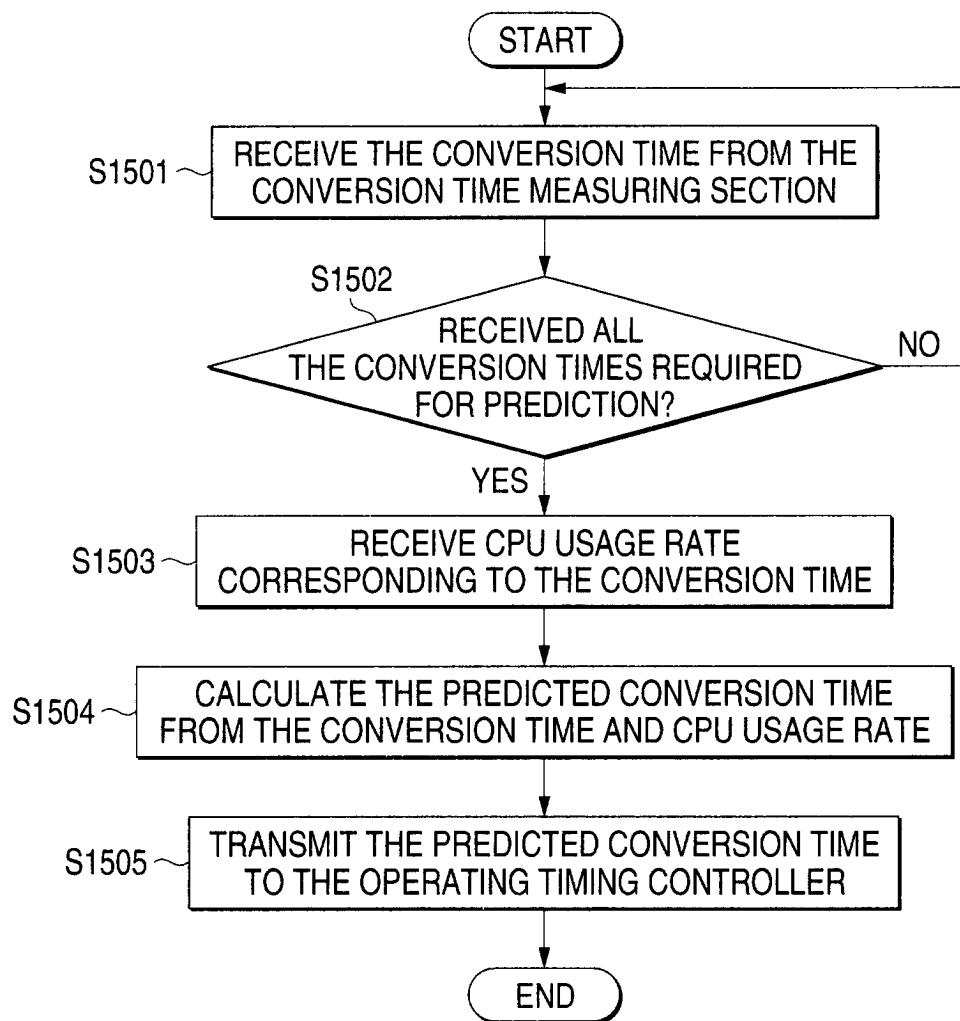 START
S1501
RECEIVE THE CONVERSION TIME FROM THE
CONVERSION TIME MEASURING SECTION
S1502
RECEIVED ALL
THE CONVERSION TIMES REQUIRED
FOR PREDICTION?
NO
YES
S1503
RECEIVE CPU USAGE RATE
CORRESPONDING TO THE CONVERSION TIME
S1504
CALCULATE THE PREDICTED CONVERSION TIME
FROM THE CONVERSION TIME AND CPU USAGE RATE
S1505
TRANSMIT THE PREDICTED CONVERSION TIME
TO THE OPERATING TIMING CONTROLLER
END